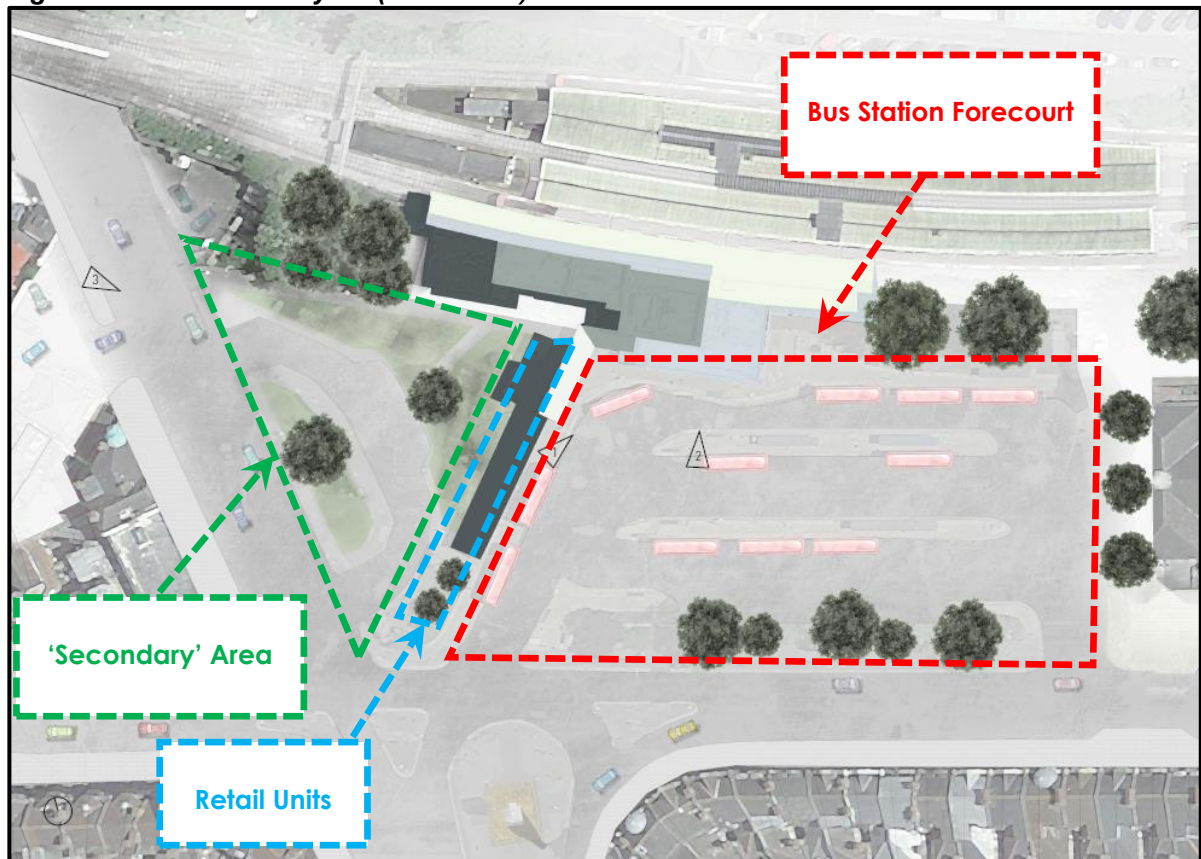 Bus Station Forecourt
3
1
2
‘Secondary’ Area
Retail Units